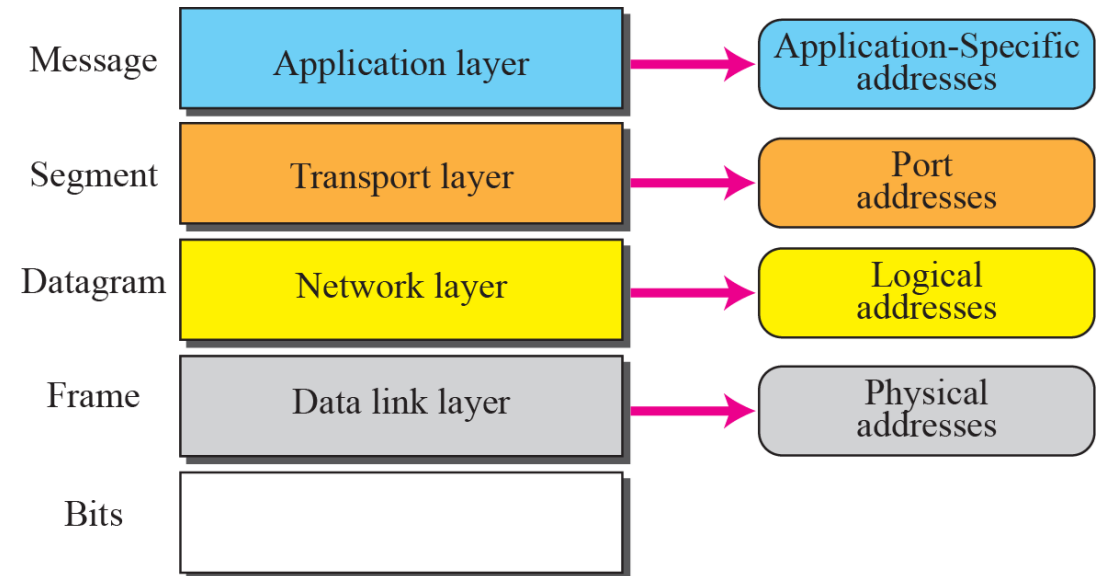 Message
Application layer
Application-Specific
addresses
Segment
Transport layer
Port
addresses
Datagram
Network layer
Logical
addresses
Frame
Data link layer
Physical
addresses
Bits